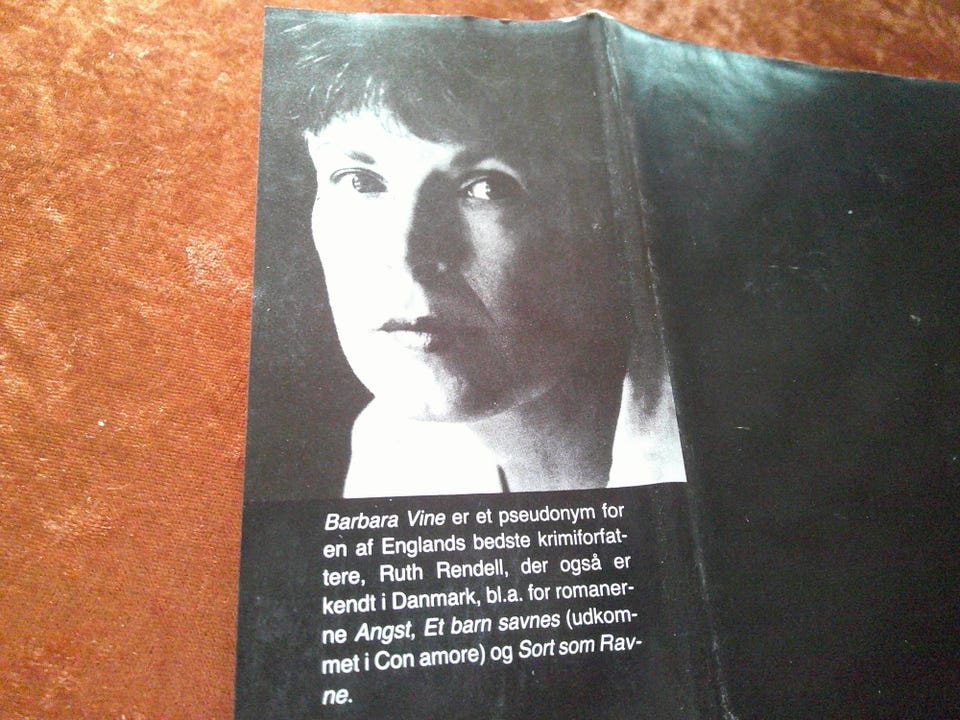 Barbara Vine er et pseudonym for
en af Englands bedste krimiforfat-
tere, Ruth Rendell, der også er
kendt i Danmark, bl.a. for romaner-
ne Angst, Et barn savnes (udkom-
met i Con amore) og Sort som Rav-
ne.